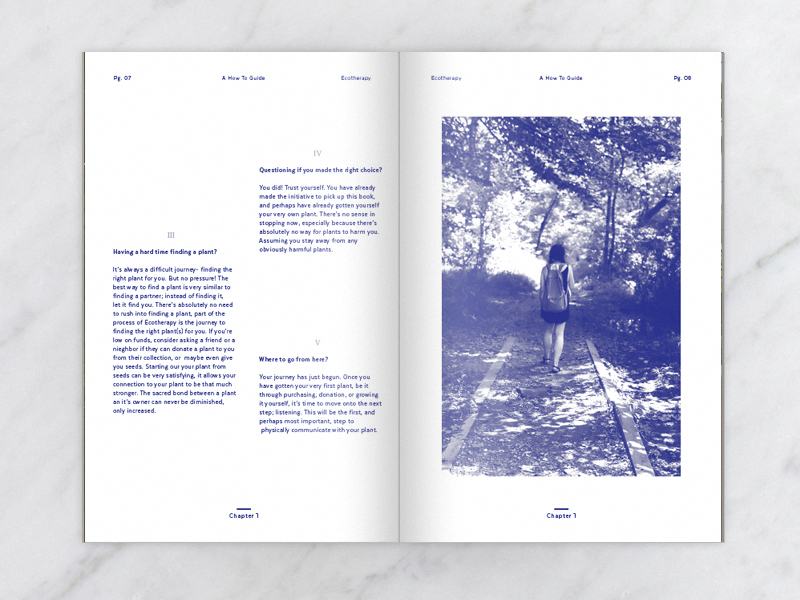 Pg. 07
A How To Guide
Ecotherapy
III
Having a hard time finding a plant?
It's always a difficult journey- finding the
right plant for you. But no pressure! The
best way to find a plant is very similar to
finding a partner; instead of finding it,
let it find you. There's absolutely no need
to rush into finding a plant, part of the
process of Ecotherapy is the journey to
finding the right plant(s) for you. If you're
low on funds, consider asking a friend or a
nieghbor if they can donate a plant to you
from their collection, or maybe even give
you seeds. Starting our your plant from
seeds can be very satisfying, it allows your
connection to your plant to be that much
stronger. The sacred bond between a plant
an it's owner can never be diminished,
only increased.
IV
Questioning if you made the right choice?
You did! Trust yourself. You have already
made the initiative to pick up this book,
and perhaps have already gotten yourself
your very own plant. There's no sense in
stopping now, especially because there's
absolutely no way for plants to harm you.
Assuming you stay away from any
obviously harmful plants.
V
Where to go from here?
Your journey has just begun. Once you
have gotten your very first plant, be it
through purchasing, donation, or growing
it yourself, it's time to move onto the next
step; listening. This will be the first, and
perhaps most important, step to
physically communicate with your plant.
Chapter 1
Ecotherapy
A How To Guide
Pg. 08
Chapter 1